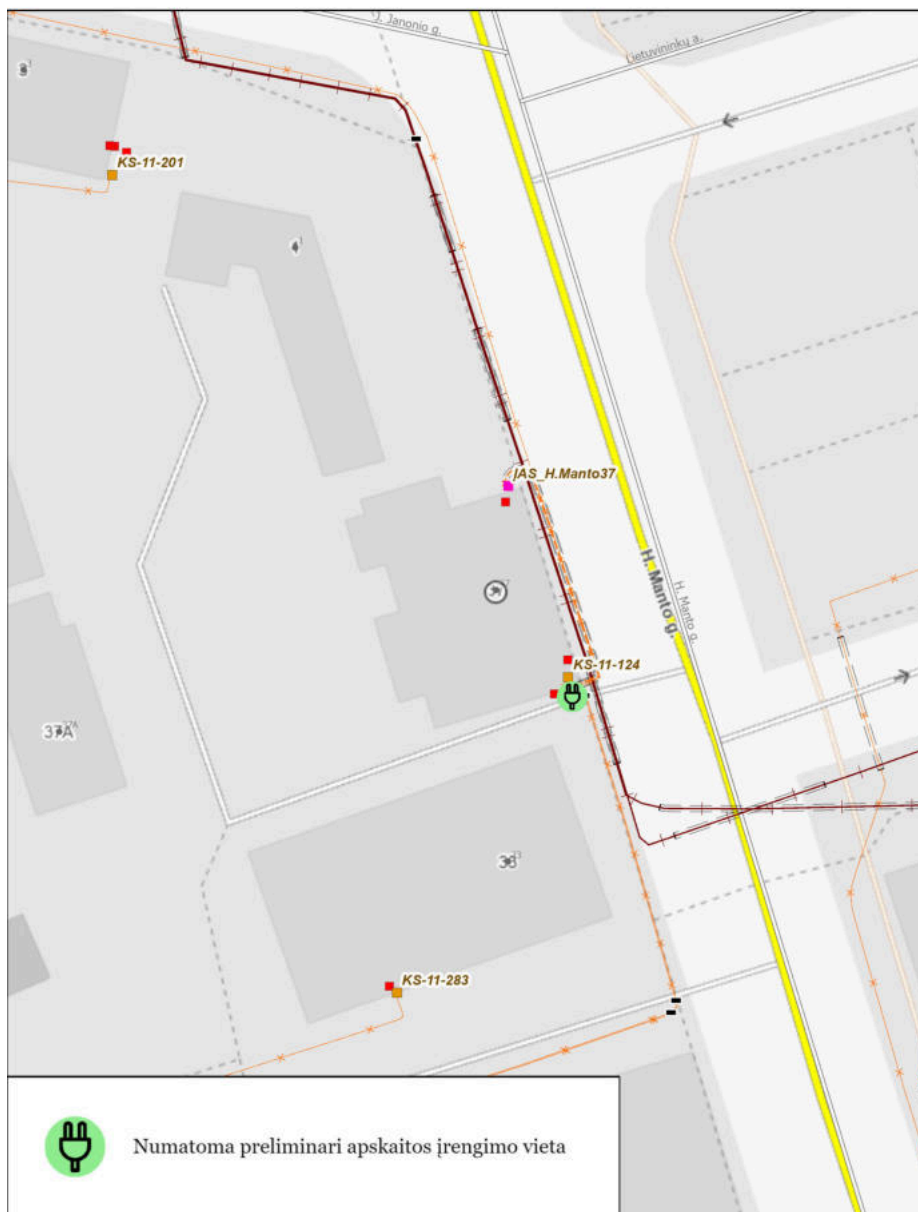 J. Janonio g.
Lietuvininkų a.
KS-11-201
IAS_H.Manto37
H. Manto g.
H. Manto g.
KS-11-124
37A
33
KS-11-283
Numatoma preliminari apskaitos įrengimo vieta